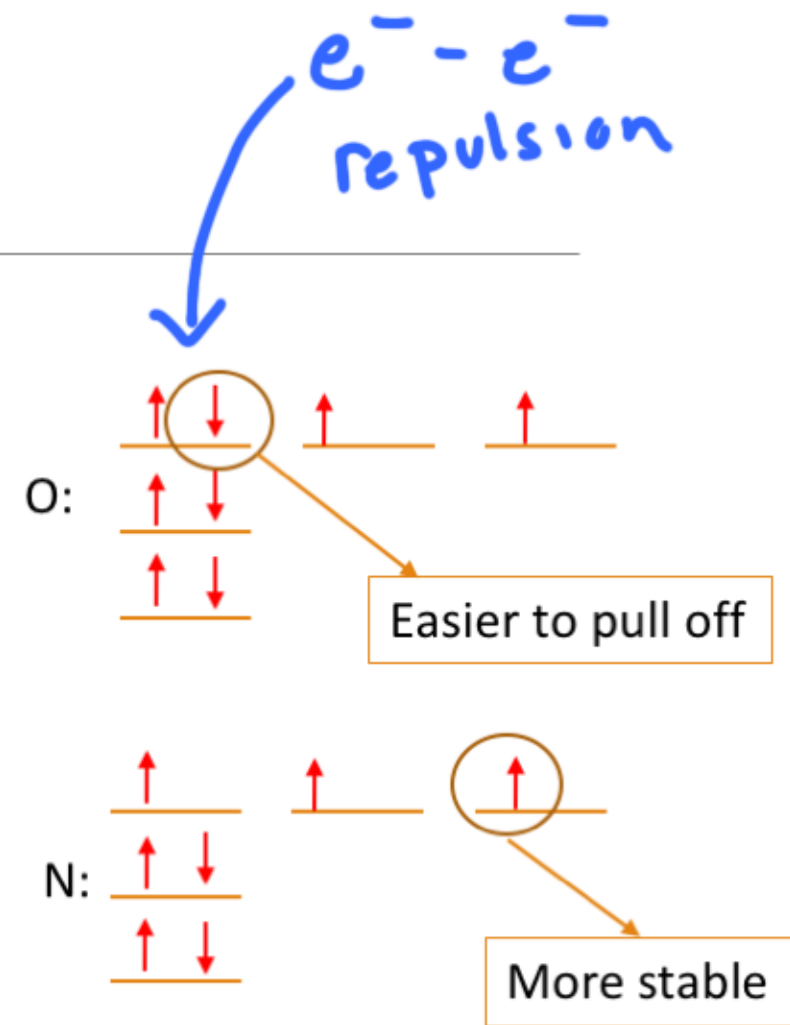 e⁻ - e⁻
repulsion
O:
Easier to pull off
N:
More stable